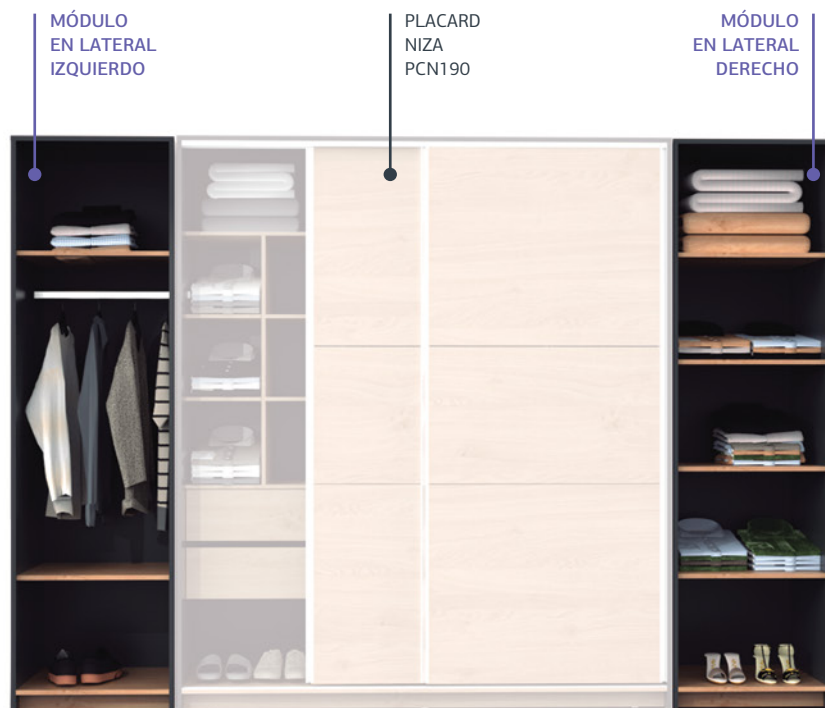 MÓDULO
EN LATERAL
IZQUIERDO
PLACARD
NIZA
PCN190
MÓDULO
EN LATERAL
DERECHO